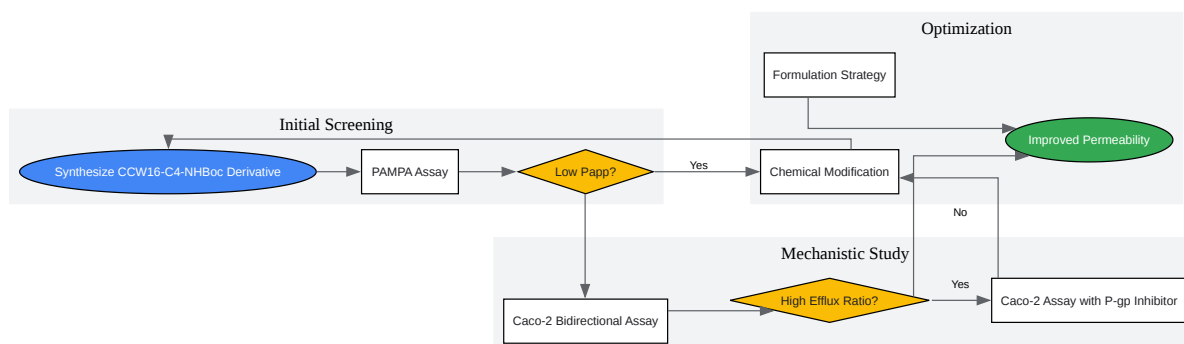 Optimization
Formulation Strategy
Initial Screening
Improved Permeability
Synthesize CCW16-C4-NHBoc Derivative
PAMPA Assay
Low Papp?
Yes
Chemical Modification
No
Mechanistic Study
High Efflux Ratio?
Yes
Caco-2 Assay with P-gp Inhibitor
Caco-2 Bidirectional Assay